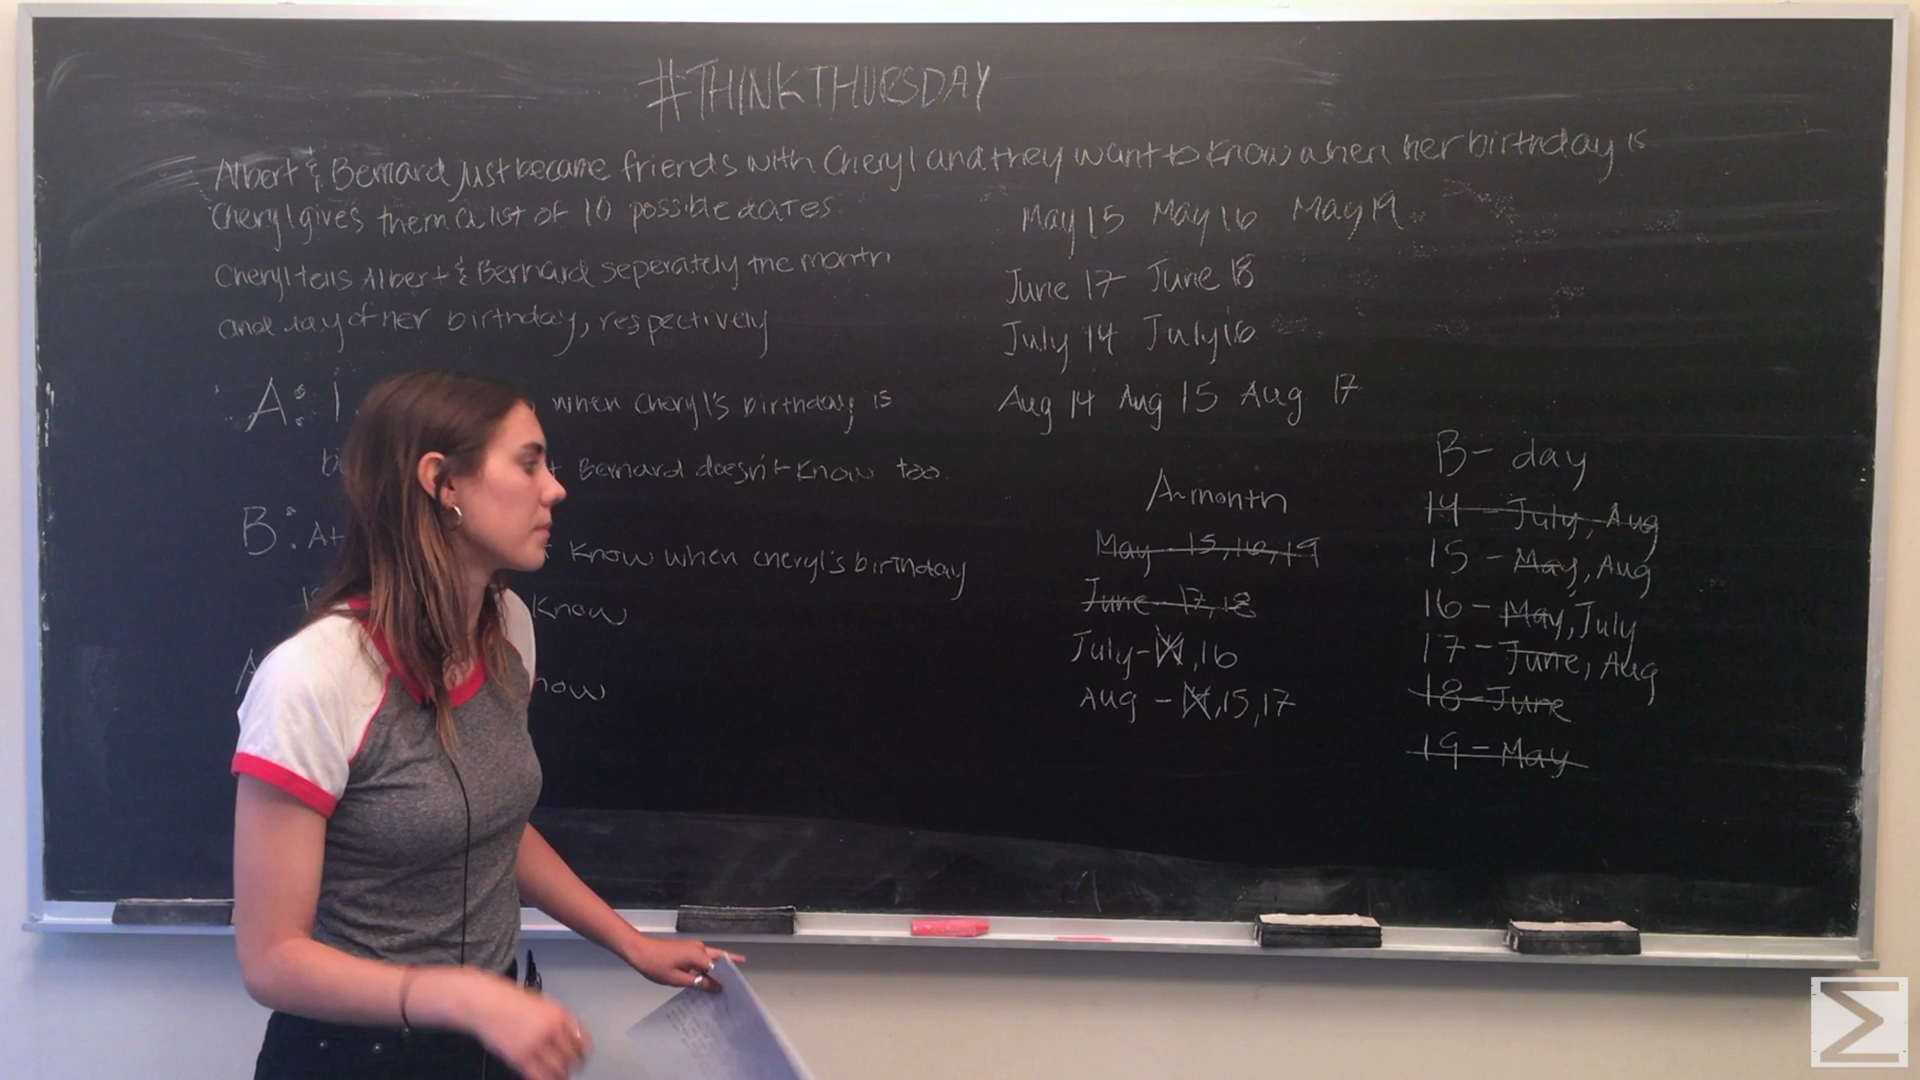 #THINKTHURSDAY
Albert & Bernard just became friends with Cheryl and they want to know when her birthday is
Cheryl gives them a list of 10 possible dates
Cheryl tells Albert & Bernard seperately the month
and day of her birthday, respectively
May 15 May 16 May 19
June 17 June 18
July 14 July 16
Aug 14 Aug 15 Aug 17
A: I when Cheryl's birthday is
Bernard doesn't know too
B: At know when Cheryl's birthday
know
A
A-month
May - 15, 16, 19
June - 17, 18
July - 14, 16
Aug - 14, 15, 17
B- day
14 - July, Aug
15 - May, Aug
16 - May, July
17 - June, Aug
18 - June
19 - May
Σ